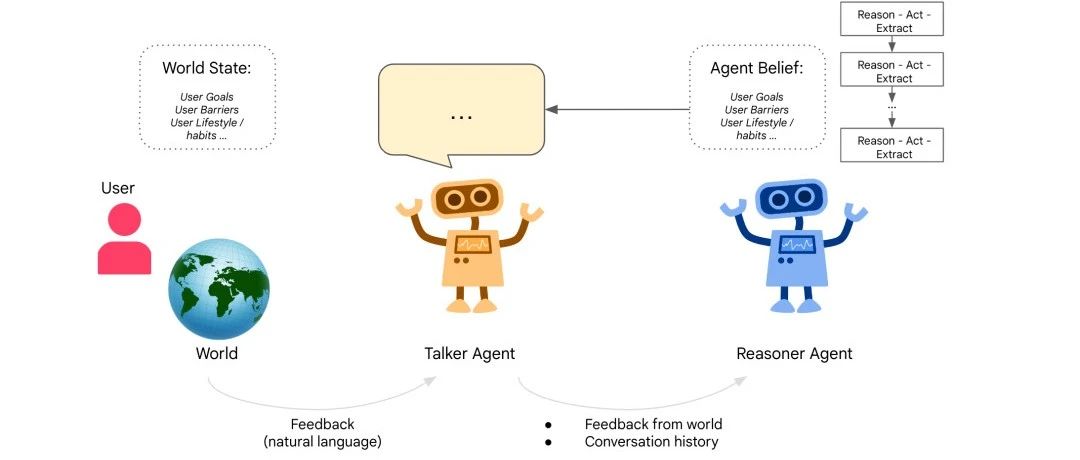 Reason - Act -
Extract
World State:
User Goals
User Barriers
User Lifestyle /
habits ...
...
Agent Belief:
User Goals
User Barriers
User Lifestyle /
habits ...
Reason - Act -
Extract
...
Reason - Act -
Extract
User
World
Talker Agent
Reasoner Agent
Feedback
(natural language)
● Feedback from world
● Conversation history